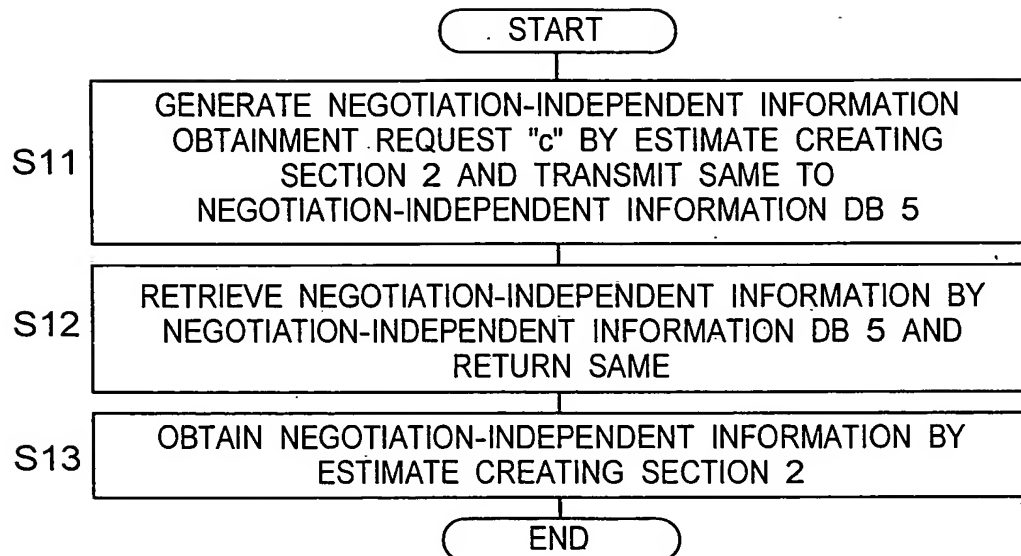 START
S11
GENERATE NEGOTIATION-INDEPENDENT INFORMATION
OBTAINMENT REQUEST "c" BY ESTIMATE CREATING
SECTION 2 AND TRANSMIT SAME TO
NEGOTIATION-INDEPENDENT INFORMATION DB 5
S12
RETRIEVE NEGOTIATION-INDEPENDENT INFORMATION BY
NEGOTIATION-INDEPENDENT INFORMATION DB 5 AND
RETURN SAME
S13
OBTAIN NEGOTIATION-INDEPENDENT INFORMATION BY
ESTIMATE CREATING SECTION 2
END